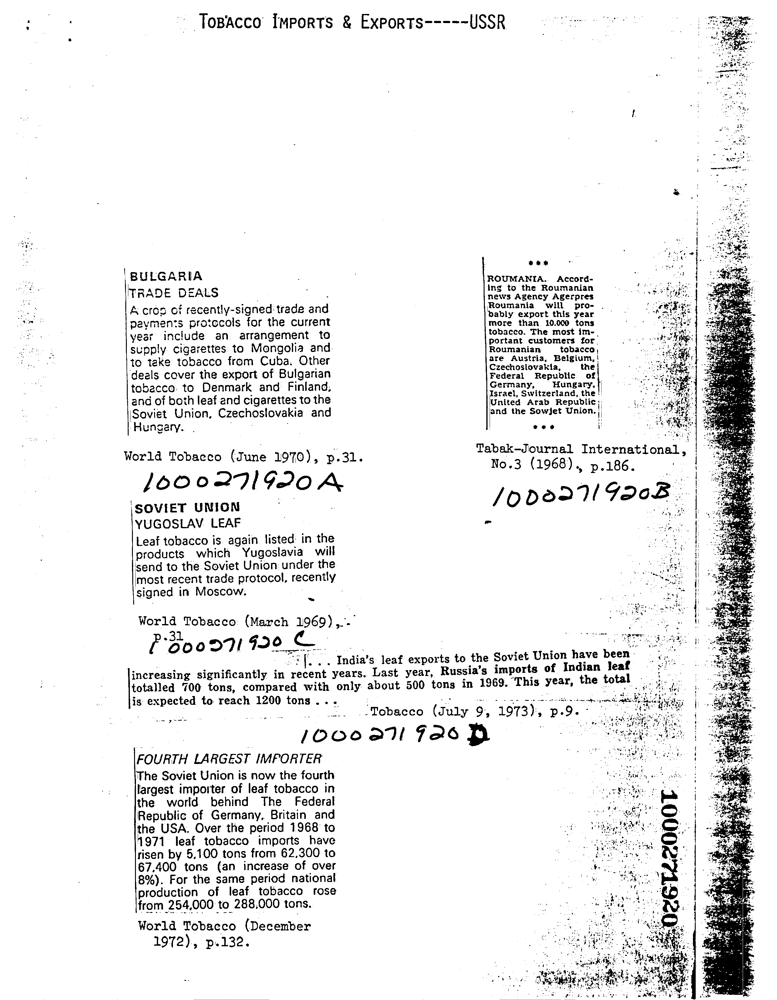 TOBACCO IMPORTS & EXPORTS-----USSR
BULGARIA
TRADE DEALS
A crop of recently-signed trade and
payments protocols for the current
year include an arrangement to
supply cigarettes to Mongolia and
to take tobacco from Cuba. Other
deals cover the export of Bulgarian
tobacco to Denmark and Finland,
and of both leaf and cigarettes to the
Soviet Union, Czechoslovakia and
Hungary.
World Tobacco (June 1970), p.31.
1000271920A
•••
ROUMANIA. Accord-
ing to the Roumanian
news Agency Agerpres
Roumania will pro-
bably export this year
more than 10.000 tons
tobacco. The most im-
portant customers for
Roumanian tobacco
are Austria, Belgium,
Czechoslovakia, the
Federal Republic of
Germany, Hungary,
Israel, Switzerland, the
United Arab Republic
and the Sowjet Union.
•••
Tabak-Journal International,
No.3 (1968), p.186.
1000271920B
SOVIET UNION
YUGOSLAV LEAF
Leaf tobacco is again listed in the
products which Yugoslavia will
send to the Soviet Union under the
most recent trade protocol, recently
signed in Moscow.
World Tobacco (March 1969),
p.31
1000271920 C
. . . India's leaf exports to the Soviet Union have been
increasing significantly in recent years. Last year, Russia's imports of Indian leaf
totalled 700 tons, compared with only about 500 tons in 1969. This year, the total
is expected to reach 1200 tons . . .
Tobacco (July 9, 1973), p.9.
1000271920 D
FOURTH LARGEST IMPORTER
The Soviet Union is now the fourth
largest importer of leaf tobacco in
the world behind The Federal
Republic of Germany, Britain and
the USA. Over the period 1968 to
1971 leaf tobacco imports have
risen by 5,100 tons from 62,300 to
67,400 tons (an increase of over
8%). For the same period national
production of leaf tobacco rose
from 254,000 to 288,000 tons.
World Tobacco (December
1972), p.132.
1000271920